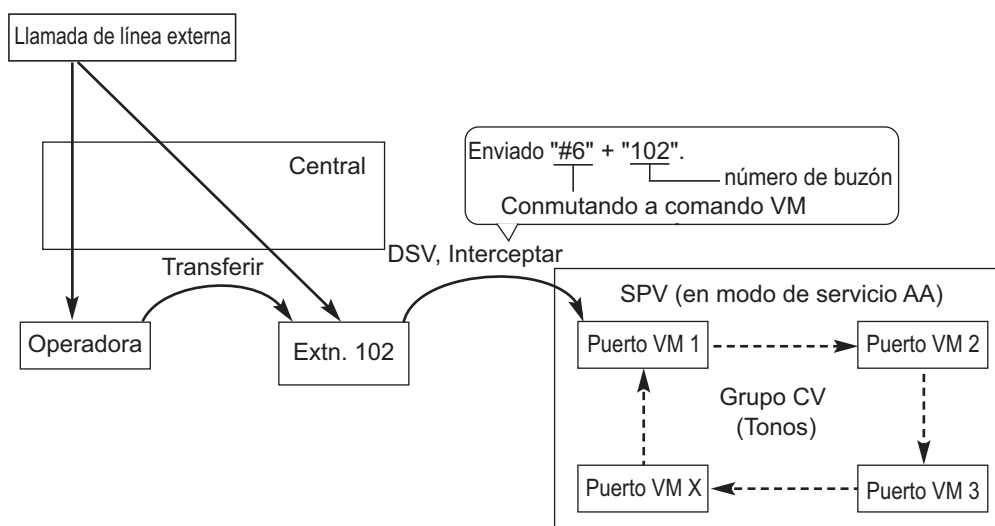 Llamada de línea externa
Central
Enviado "#6" + "102".
número de buzón
Conmutando a comando VM
Transferir
DSV, Interceptar
Operadora
Extn. 102
SPV (en modo de servicio AA)
Puerto VM 1
Puerto VM 2
Grupo CV
(Tonos)
Puerto VM X
Puerto VM 3